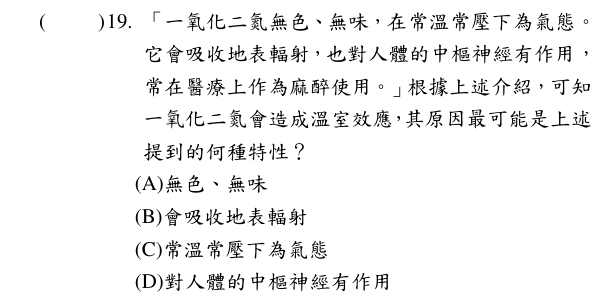 (　　)19. 「一氧化二氮無色、無味，在常溫常壓下為氣態。
它會吸收地表輻射，也對人體的中樞神經有作用，
常在醫療上作為麻醉使用。」根據上述介紹，可知
一氧化二氮會造成溫室效應，其原因最可能是上述
提到的何種特性？
(A)無色、無味
(B)會吸收地表輻射
(C)常溫常壓下為氣態
(D)對人體的中樞神經有作用